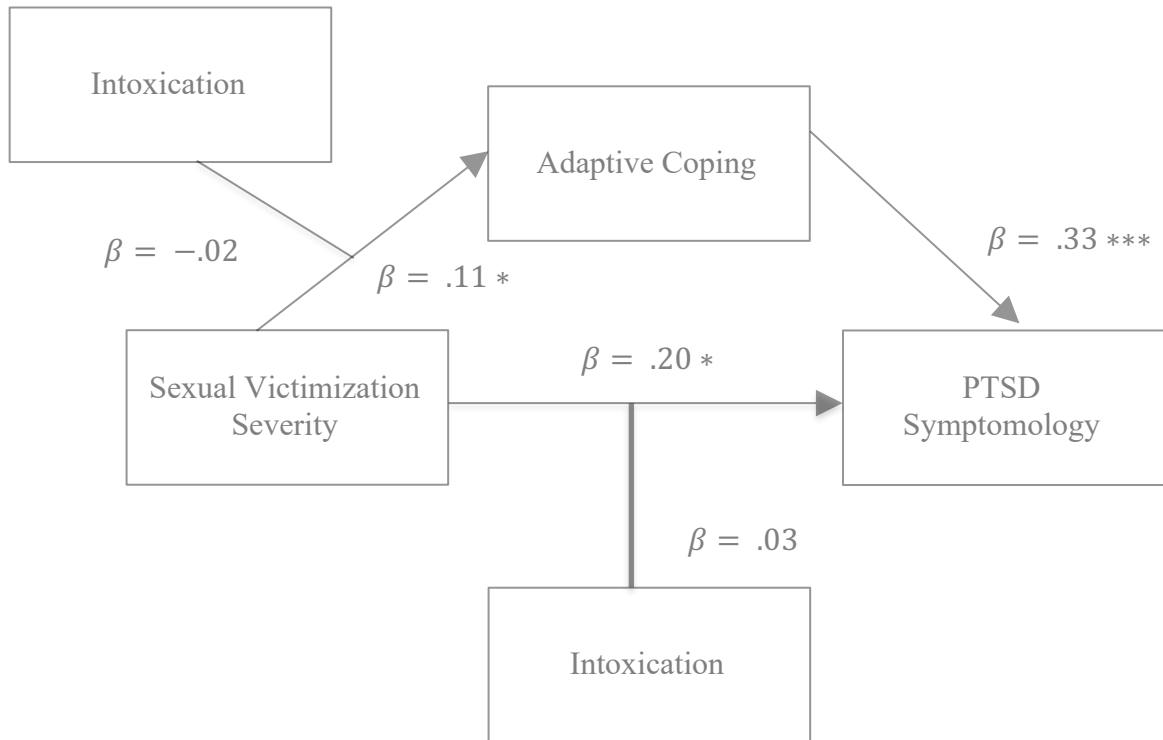 Intoxication
Adaptive Coping
β = −.02
β = .11 *
β = .33 ***
Sexual Victimization
Severity
β = .20 *
PTSD
Symptomology
β = .03
Intoxication